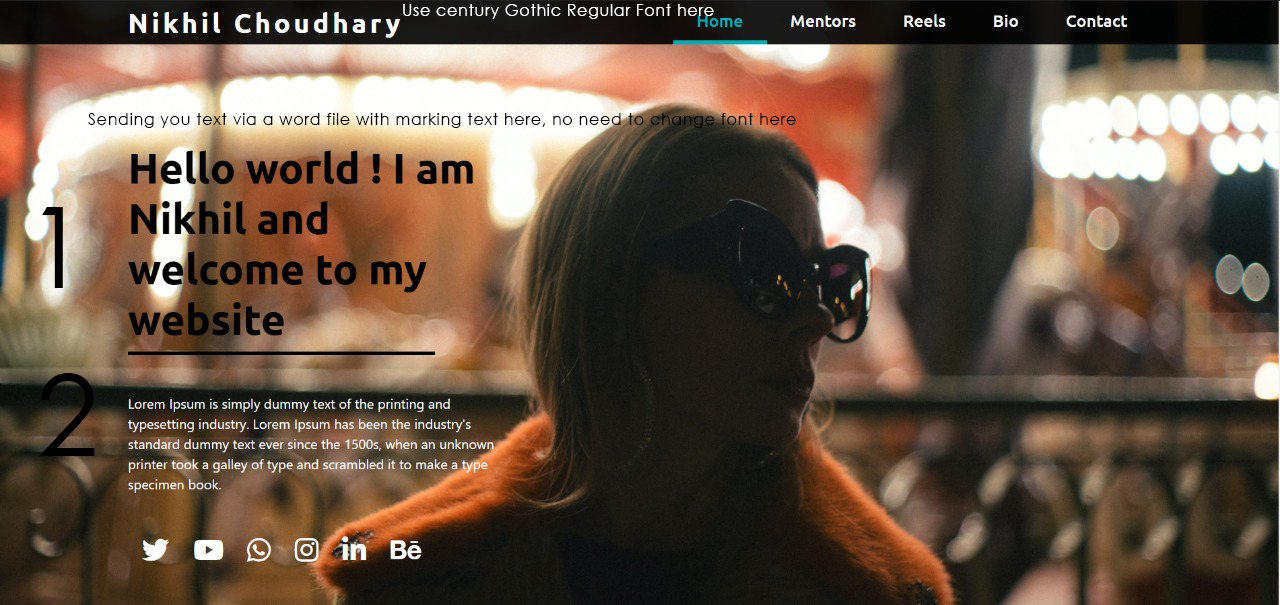 Nikhil Choudhary Use century Gothic Regular Font here Home Mentors Reels Bio Contact
Sending you text via a word file with marking text here, no need to change font here
Hello world ! I am
Nikhil and
welcome to my
website
1
2
Lorem Ipsum is simply dummy text of the printing and
typesetting industry. Lorem Ipsum has been the industry's
standard dummy text ever since the 1500s, when an unknown
printer took a galley of type and scrambled it to make a type
specimen book.
in Bē